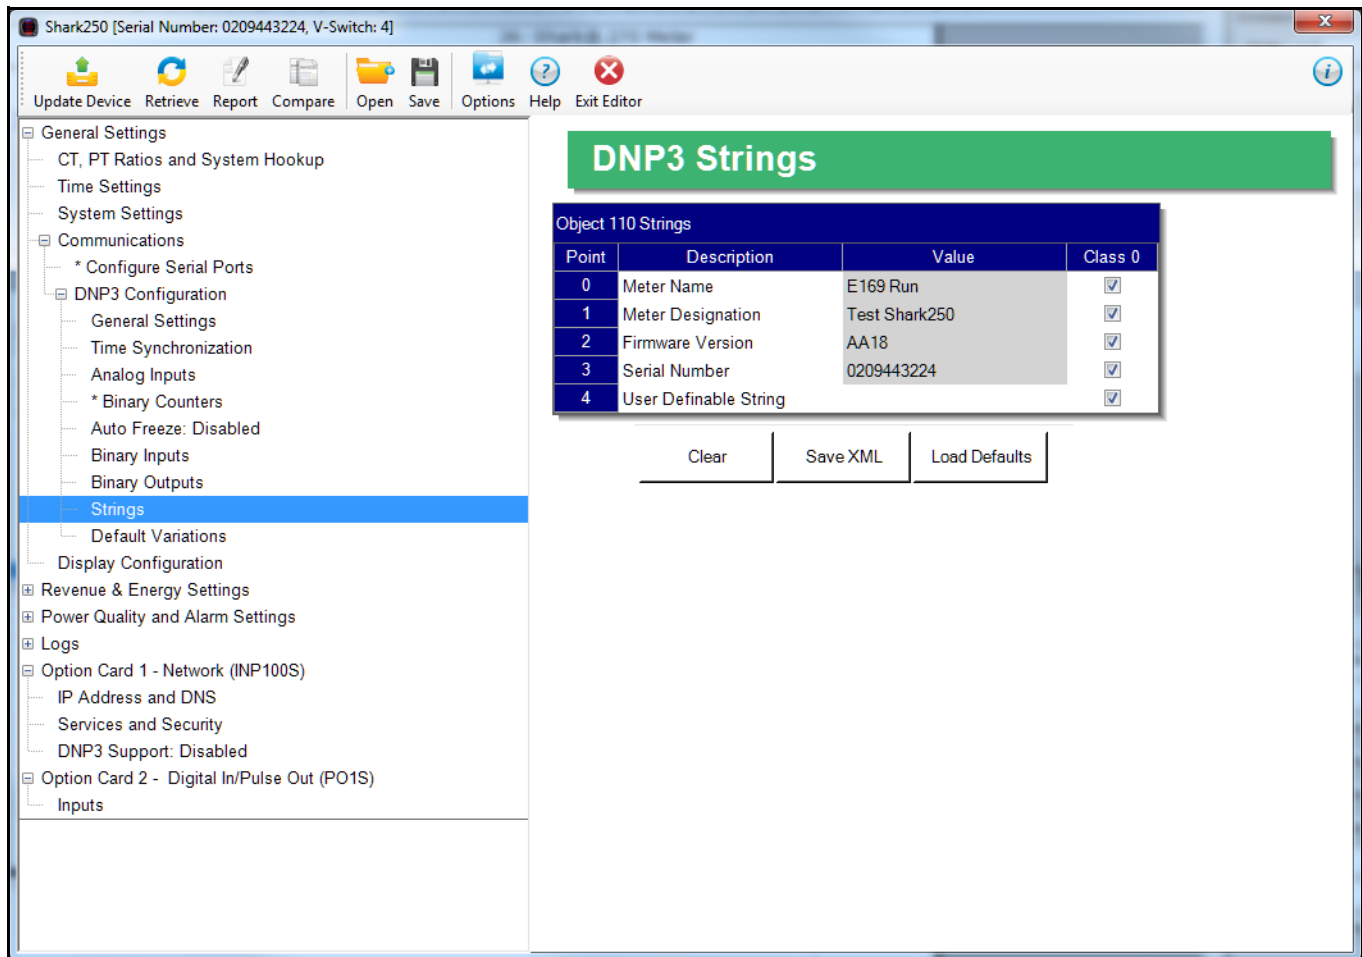 Shark250 [Serial Number: 0209443224, V-Switch: 4]
x
Update Device Retrieve Report Compare Open Save Options Help Exit Editor
General Settings
CT, PT Ratios and System Hookup
Time Settings
System Settings
Communications
* Configure Serial Ports
DNP3 Configuration
General Settings
Time Synchronization
Analog Inputs
* Binary Counters
Auto Freeze: Disabled
Binary Inputs
Binary Outputs
Strings
Default Variations
Display Configuration
Revenue & Energy Settings
Power Quality and Alarm Settings
Logs
Option Card 1 - Network (INP100S)
IP Address and DNS
Services and Security
DNP3 Support: Disabled
Option Card 2 - Digital In/Pulse Out (PO1S)
Inputs
DNP3 Strings
Object 110 Strings
Point Description Value Class 0
0 Meter Name E169 Run
1 Meter Designation Test Shark250
2 Firmware Version AA18
3 Serial Number 0209443224
4 User Definable String
Clear Save XML Load Defaults